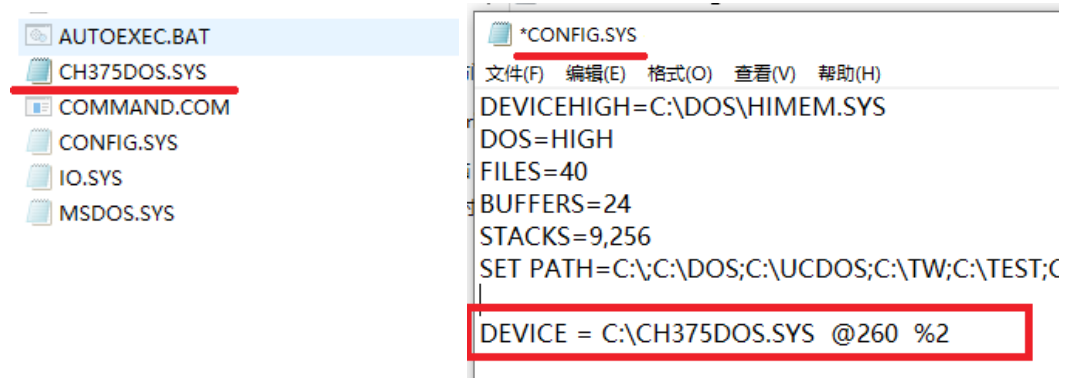 AUTOEXEC.BAT
CH375DOS.SYS
COMMAND.COM
CONFIG.SYS
IO.SYS
MSDOS.SYS
*CONFIG.SYS
文件(F) 编辑(E) 格式(O) 查看(V) 帮助(H)
DEVICEHIGH=C:\DOS\HIMEM.SYS
DOS=HIGH
FILES=40
BUFFERS=24
STACKS=9,256
SET PATH=C:\;C:\DOS;C:\UCDOS;C:\TW;C:\TEST;C
DEVICE = C:\CH375DOS.SYS @260 %2